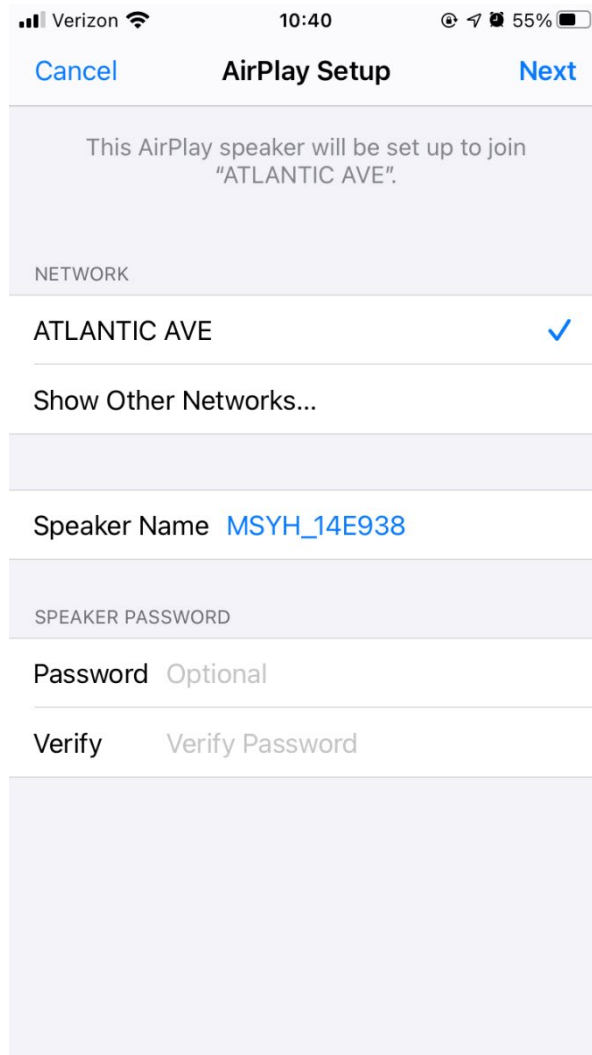 Verizon 10:40 55%
Cancel AirPlay Setup Next
This AirPlay speaker will be set up to join
“ATLANTIC AVE”.
NETWORK
ATLANTIC AVE
Show Other Networks...
Speaker Name MSYH_14E938
SPEAKER PASSWORD
Password Optional
Verify Verify Password